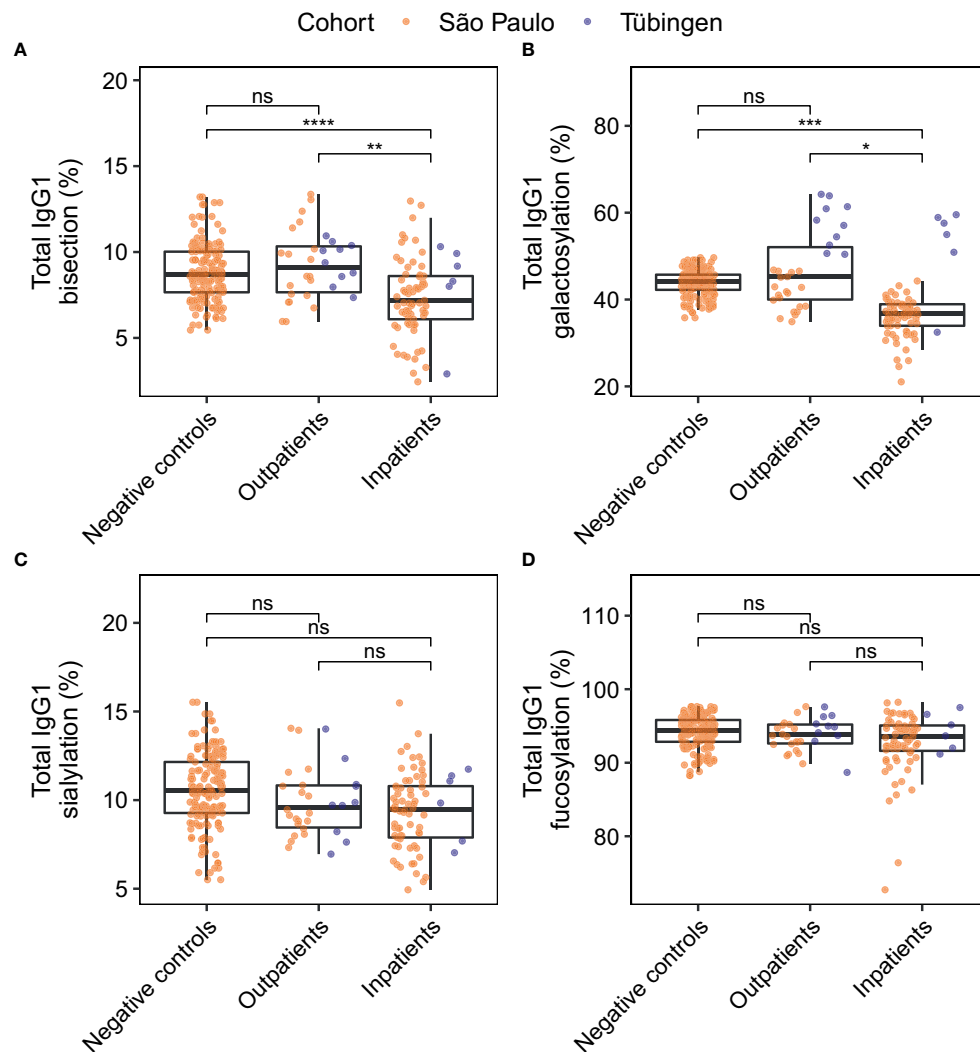 Cohort São Paulo Tübingen
A
B
Total IgG1
bisection (%)
20
15
10
5
ns
****
**
Negative controls
Outpatients
Inpatients
Total IgG1
galactosylation (%)
80
60
40
20
ns
***
*
Negative controls
Outpatients
Inpatients
C
D
Total IgG1
sialylation (%)
20
15
10
5
ns
ns
ns
Negative controls
Outpatients
Inpatients
Total IgG1
fucosylation (%)
110
100
90
80
ns
ns
ns
Negative controls
Outpatients
Inpatients